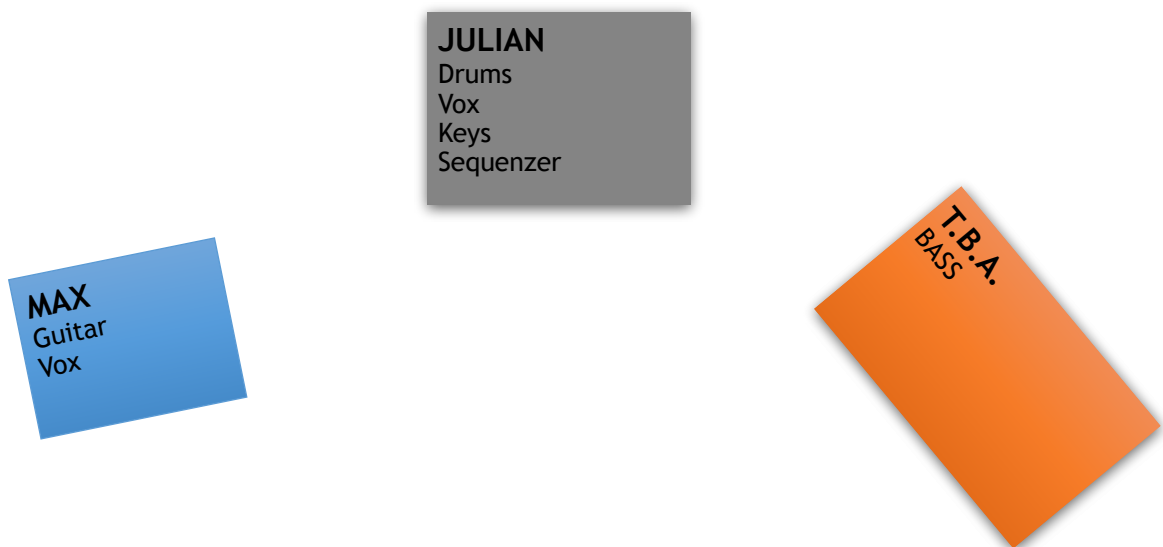 JULIAN
Drums
Vox
Keys
Sequenzer
MAX
Guitar
Vox
T.B.A.
BASS